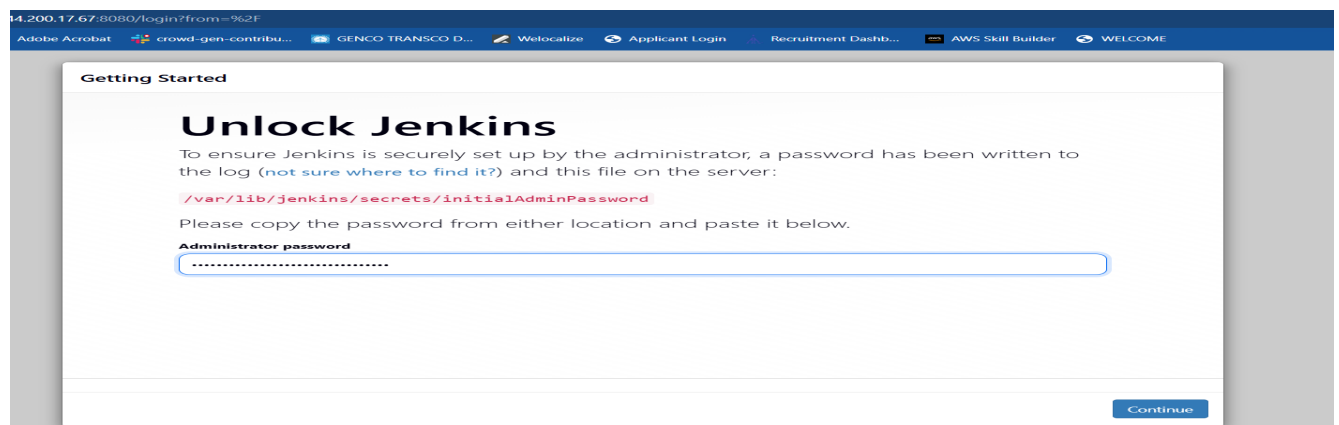 44.200.17.67:8080/login?from=%2F
Adobe Acrobat crowd-gen-contribu... GENCO TRANSCO D... Welocalize Applicant Login Recruitment Dashb... AWS Skill Builder WELCOME
Getting Started
Unlock Jenkins
To ensure Jenkins is securely set up by the administrator, a password has been written to
the log (not sure where to find it?) and this file on the server:
/var/lib/jenkins/secrets/initialAdminPassword
Please copy the password from either location and paste it below.
Administrator password
Continue